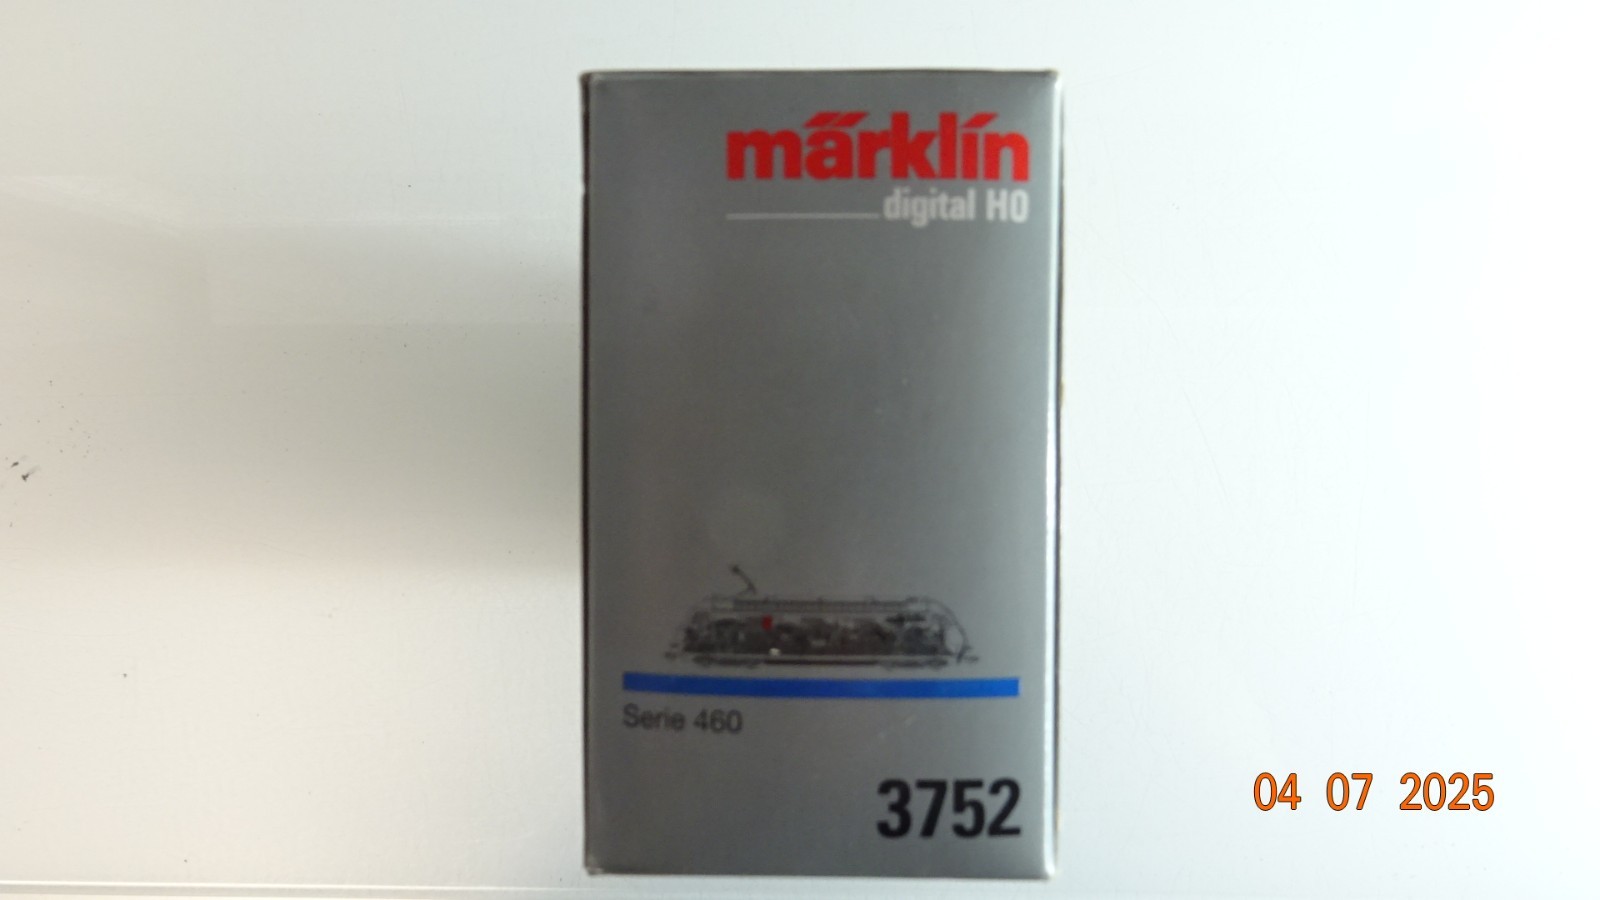 märklin
digital H0
Serie 460
3752
04 07 2025